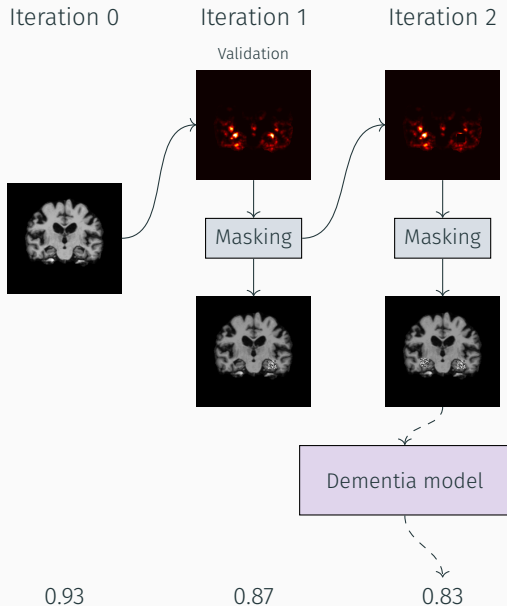 Iteration 0
Iteration 1
Iteration 2
Validation
Masking
Masking
Dementia model
0.93
0.87
0.83